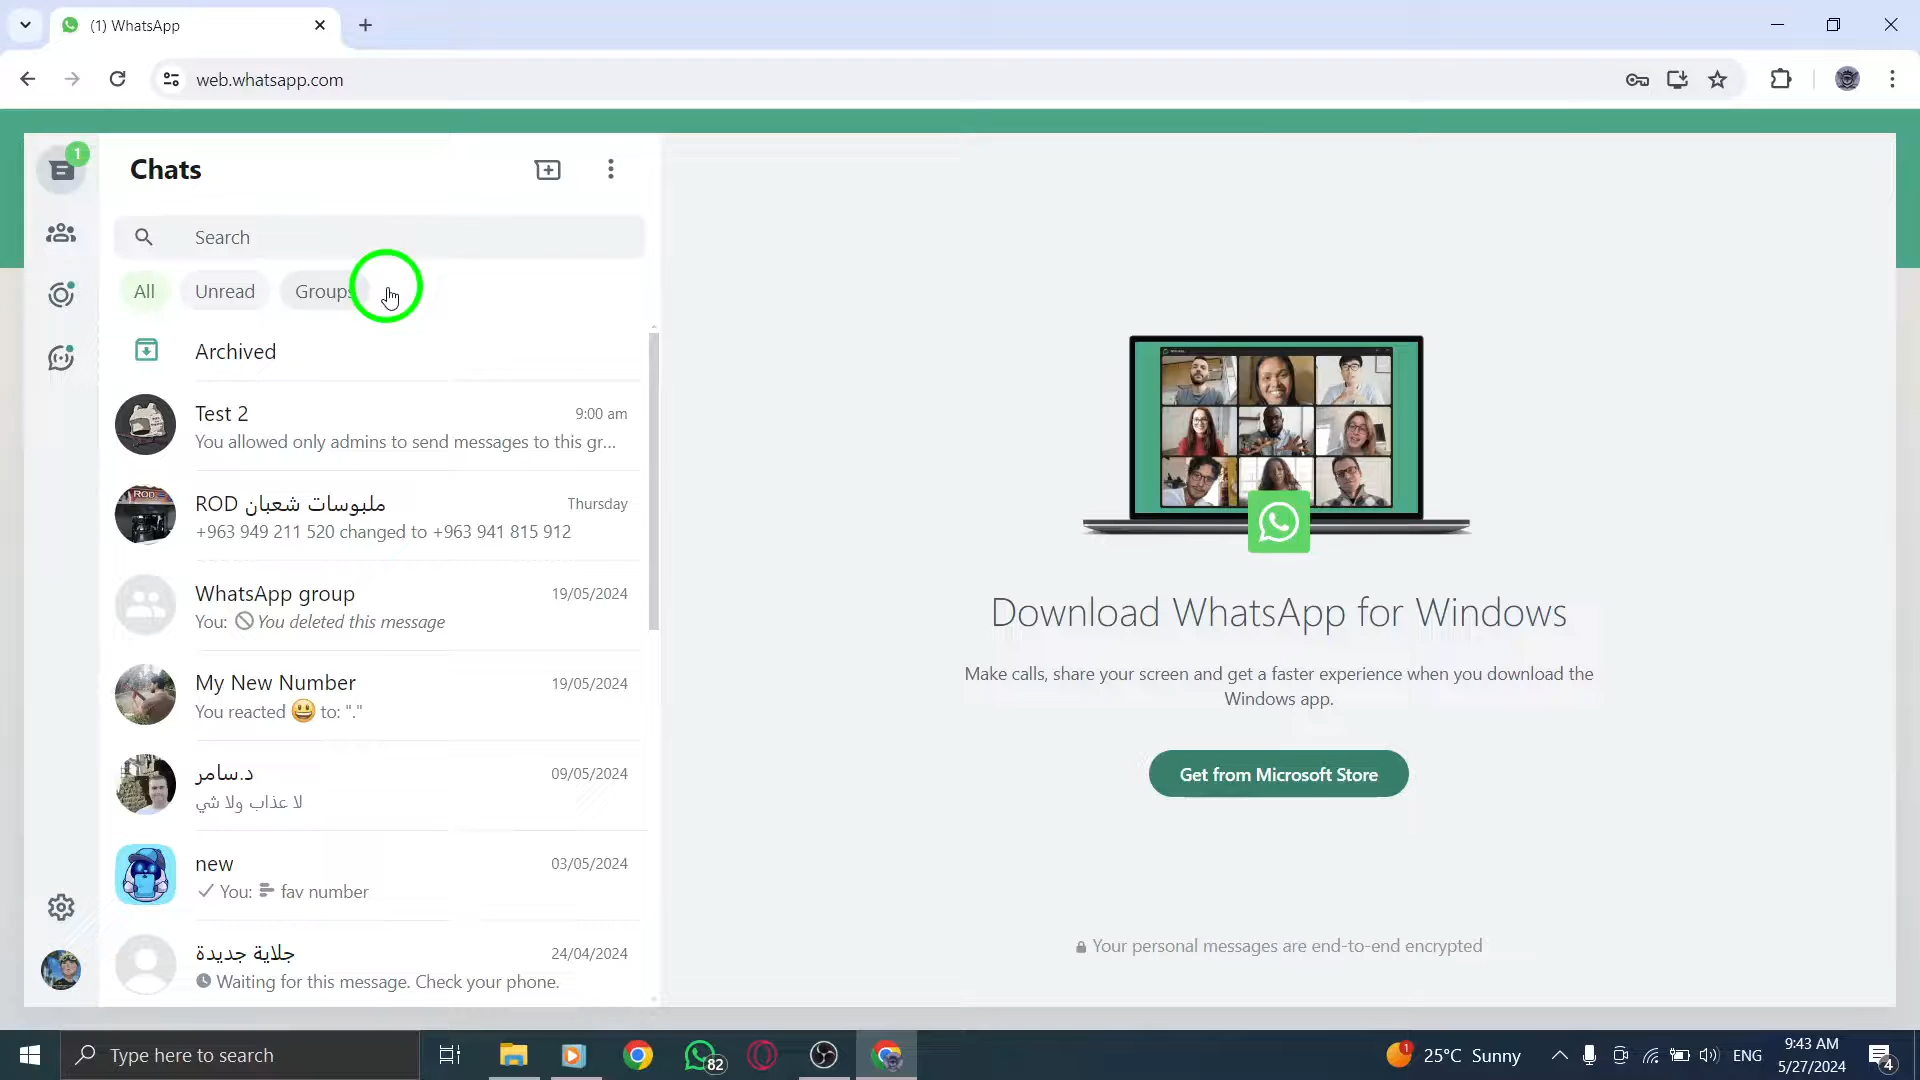 (1) WhatsApp
web.whatsapp.com
1
Chats
Search
All
Unread
Groups
Archived
Test 2
9:00 am
You allowed only admins to send messages to this gr...
ROD ملبوسات شعبان
Thursday
+963 949 211 520 changed to +963 941 815 912
WhatsApp group
19/05/2024
You: You deleted this message
My New Number
19/05/2024
You reacted 😃 to: "."
د.سامر
09/05/2024
لا عذاب ولا شي
new
03/05/2024
You: fav number
جلاية جديدة
24/04/2024
Waiting for this message. Check your phone.
Download WhatsApp for Windows
Make calls, share your screen and get a faster experience when you download the
Windows app.
Get from Microsoft Store
Your personal messages are end-to-end encrypted
Type here to search
82
1
25°C Sunny
ENG
9:43 AM
5/27/2024
4